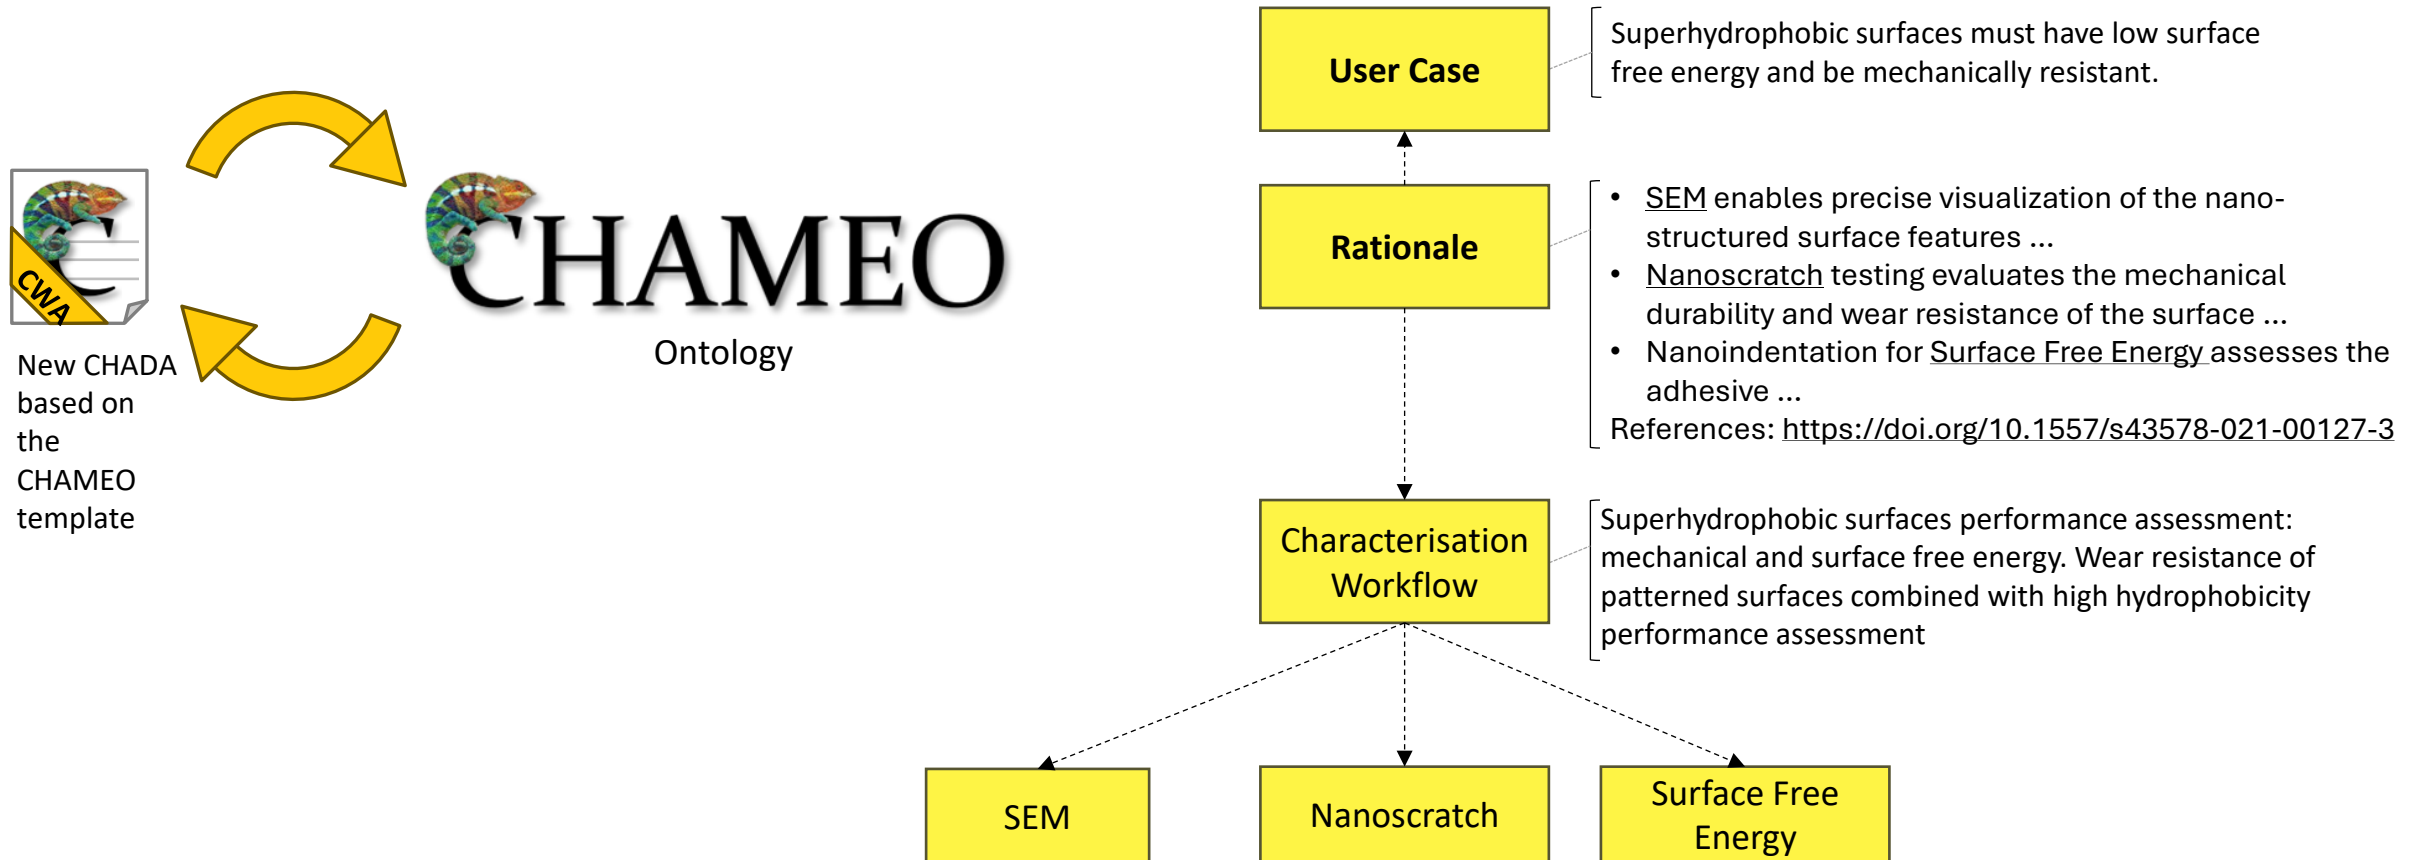 CWA
C
New CHADA
based on
the
CHAMEO
template
CHAMEO
Ontology
User Case
Superhydrophobic surfaces must have low surface
free energy and be mechanically resistant.
Rationale
• SEM enables precise visualization of the nano-
structured surface features ...
• Nanoscratch testing evaluates the mechanical
durability and wear resistance of the surface ...
• Nanoindentation for Surface Free Energy assesses the
adhesive ...
References: https://doi.org/10.1557/s43578-021-00127-3
Characterisation
Workflow
Superhydrophobic surfaces performance assessment:
mechanical and surface free energy. Wear resistance of
patterned surfaces combined with high hydrophobicity
performance assessment
SEM
Nanoscratch
Surface Free
Energy